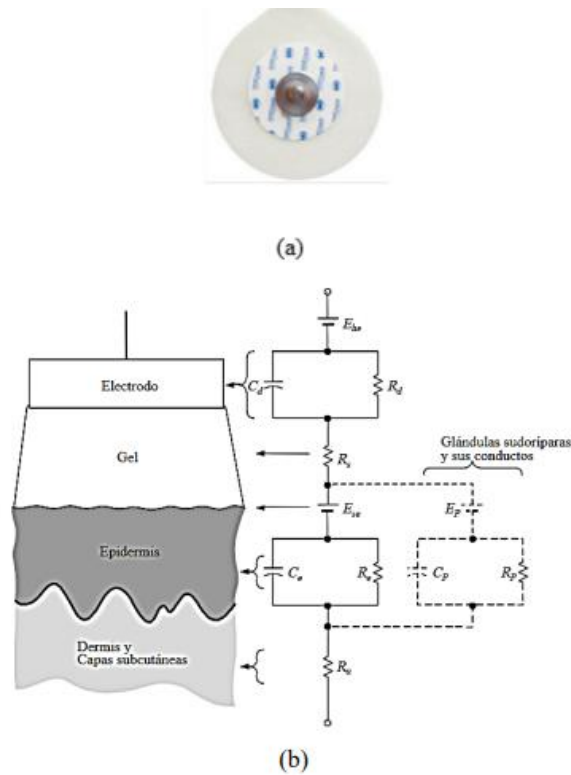 (a)
E_he
Electrodo
C_d
R_d
Gel
R_s
Glándulas sudoríparas
y sus conductos
E_se
E_P
Epidermis
C_e
R_e
C_P
R_P
Dermis y
Capas subcutáneas
R_u
(b)